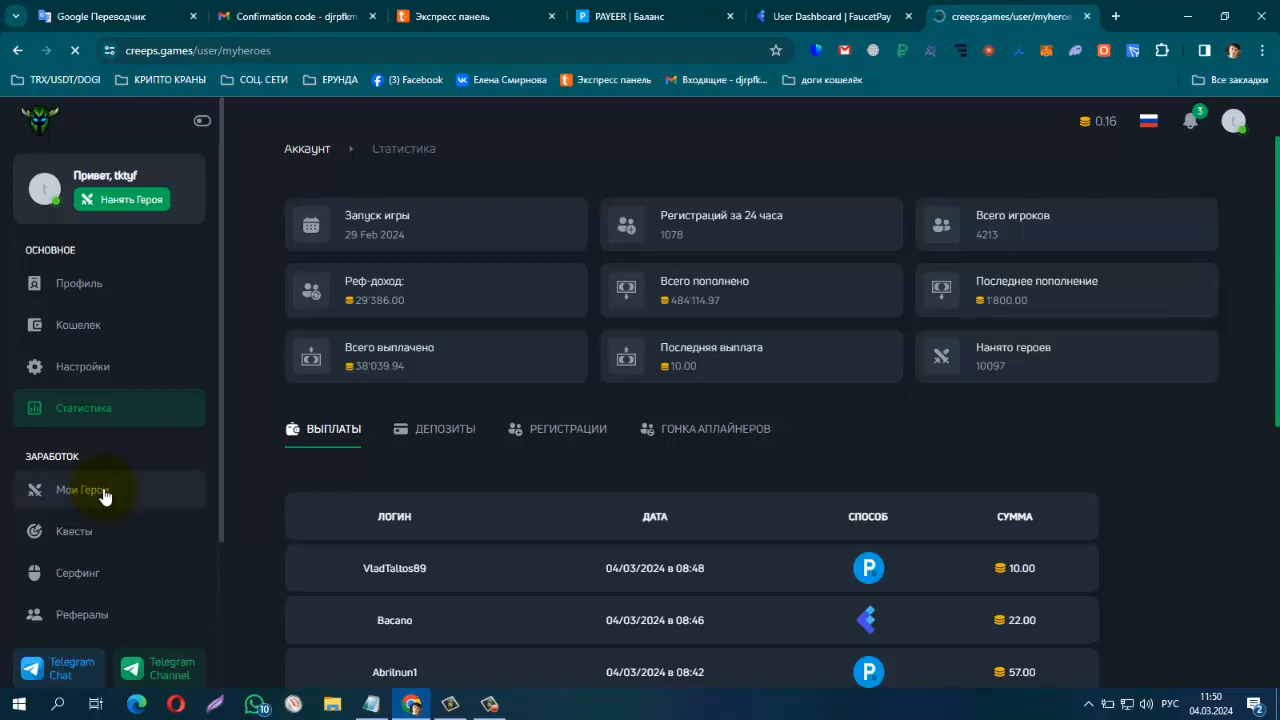 Google Переводчик
Confirmation code - djrpfkm
Экспресс панель
PAYEER | Баланс
User Dashboard | FaucetPay
creeps.games/user/myheroe
creeps.games/user/myheroes
TRX/USDT/DOGI
КРИПТО КРАНЫ
СОЦ. СЕТИ
ЕРУНДА
(3) Facebook
Елена Смирнова
Экспресс панель
Входящие - djrpfk...
доги кошелёк
Все закладки
0.16
3
t
Привет, tktyf
Нанять Героя
ОСНОВНОЕ
Профиль
Кошелек
Настройки
Статистика
ЗАРАБОТОК
Мои Герои
Квесты
Серфинг
Рефералы
Telegram
Chat
Telegram
Channel
Аккаунт
Статистика
Запуск игры
29 Feb 2024
Регистраций за 24 часа
1078
Всего игроков
4213
Реф-доход:
29'386.00
Всего пополнено
484'114.97
Последнее пополнение
1'800.00
Всего выплачено
38'039.94
Последняя выплата
10.00
Нанято героев
10097
ВЫПЛАТЫ
ДЕПОЗИТЫ
РЕГИСТРАЦИИ
ГОНКА АПЛАЙНЕРОВ
ЛОГИН
ДАТА
СПОСОБ
СУММА
VladTaltos89
04/03/2024 в 08:48
10.00
Bacano
04/03/2024 в 08:46
22.00
Abrilnun1
04/03/2024 в 08:42
57.00
10
РУС
11:50
04.03.2024
2